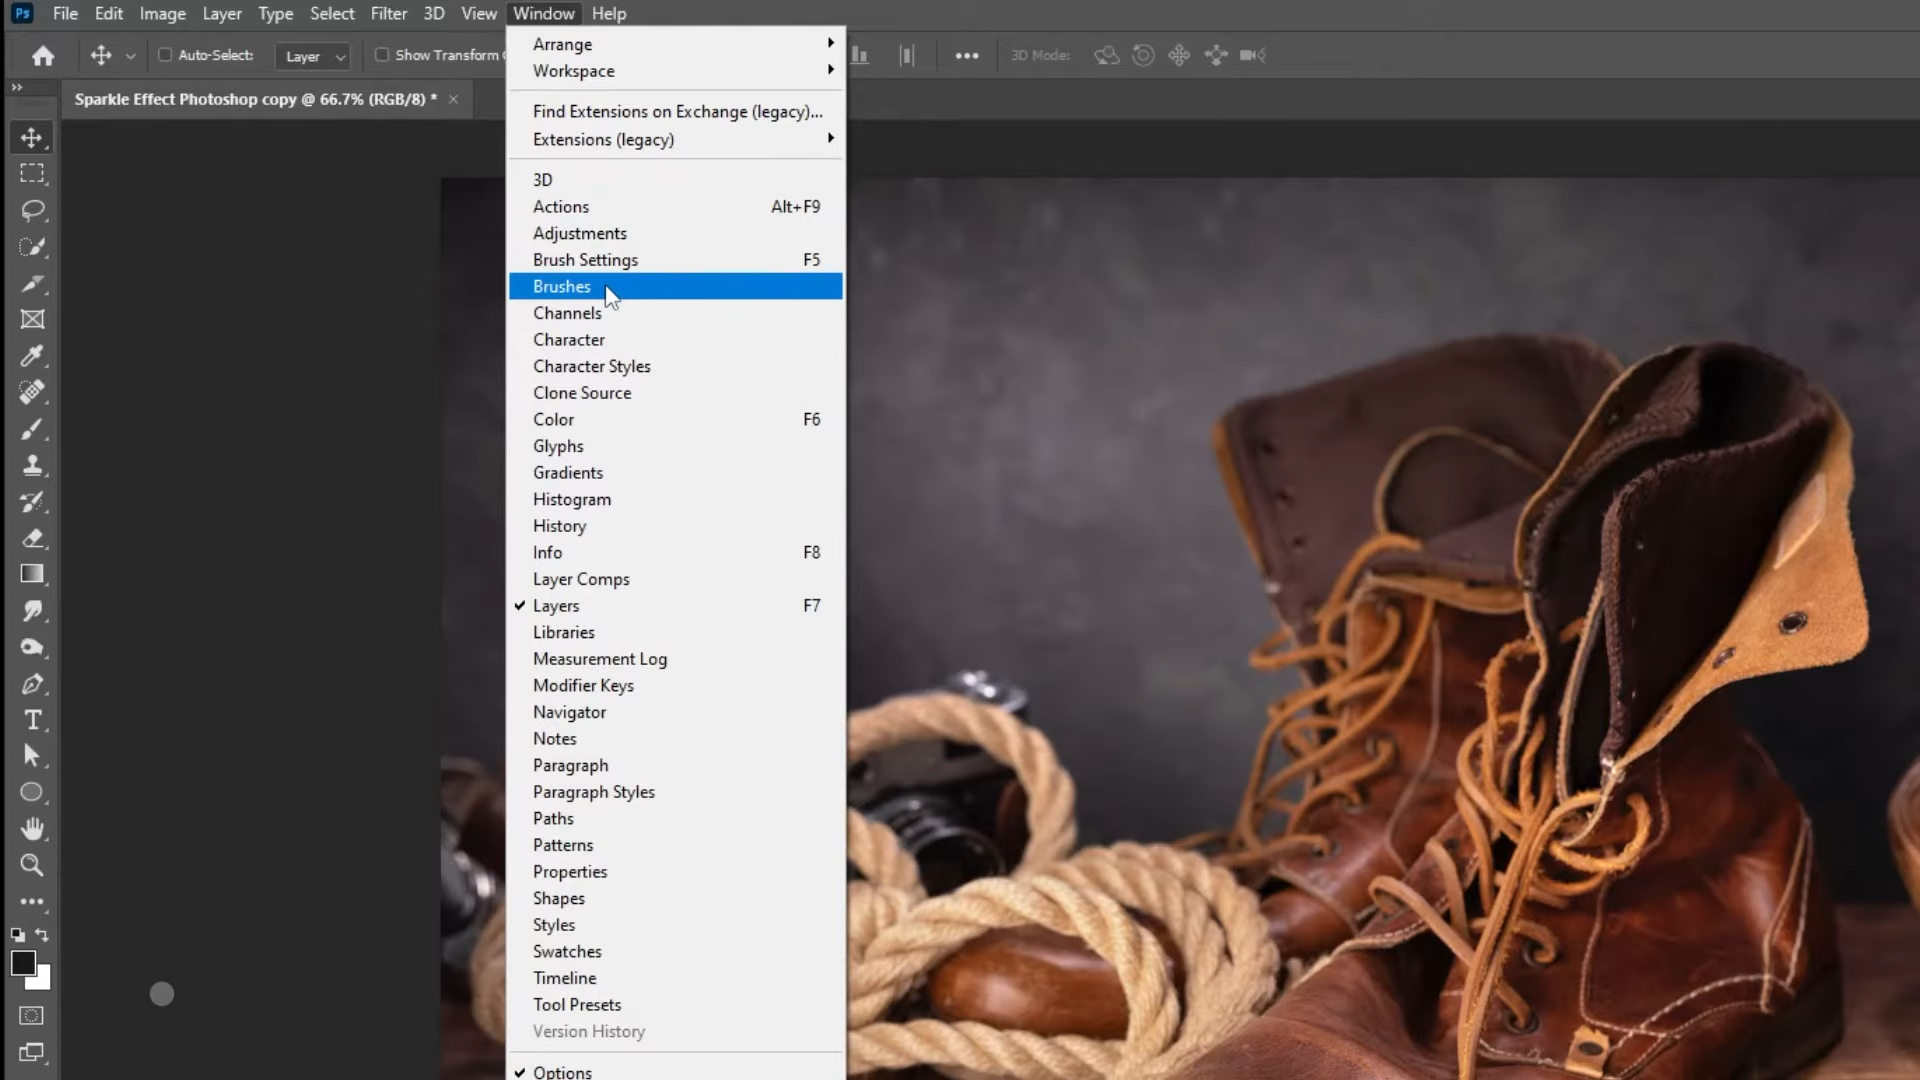 Ps File Edit Image Layer Type Select Filter 3D View Window Help
Auto-Select: Layer Show Transform 3D Mode:
Sparkle Effect Photoshop copy @ 66.7% (RGB/8) *
Arrange
Workspace
Find Extensions on Exchange (legacy)...
Extensions (legacy)
3D
Actions Alt+F9
Adjustments
Brush Settings F5
Brushes
Channels
Character
Character Styles
Clone Source
Color F6
Glyphs
Gradients
Histogram
History
Info F8
Layer Comps
Layers F7
Libraries
Measurement Log
Modifier Keys
Navigator
Notes
Paragraph
Paragraph Styles
Paths
Patterns
Properties
Shapes
Styles
Swatches
Timeline
Tool Presets
Version History
Options